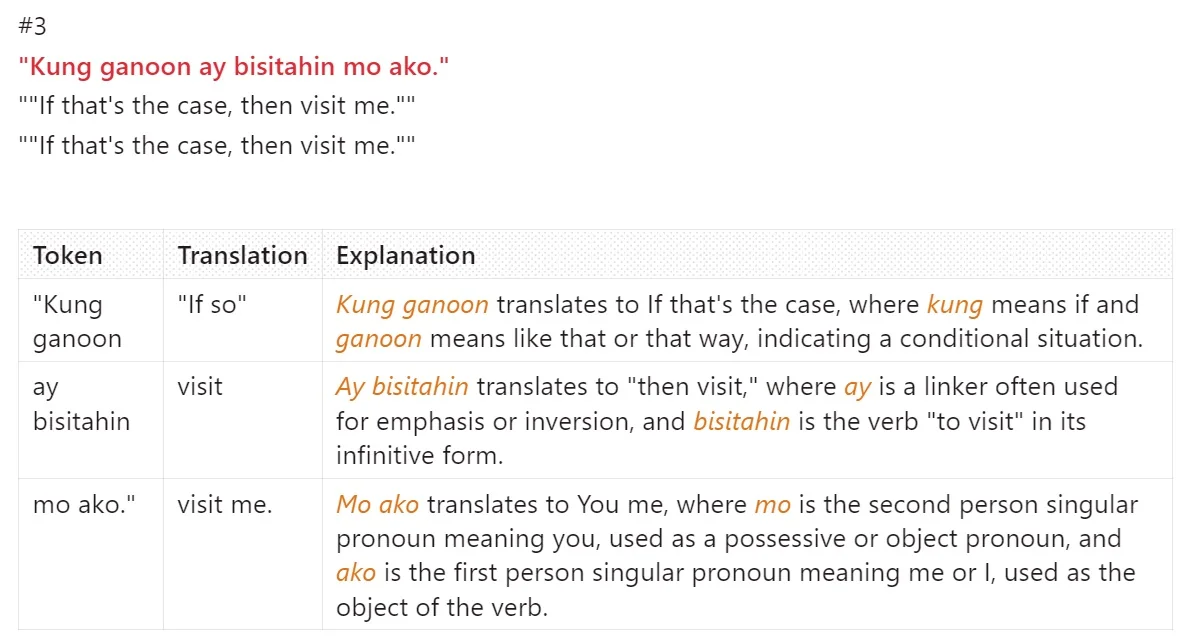 #3
"Kung ganoon ay bisitahin mo ako."
""If that's the case, then visit me.""
""If that's the case, then visit me.""
Token
Translation
Explanation
"Kung
ganoon
"If so"
Kung ganoon translates to If that's the case, where kung means if and
ganoon means like that or that way, indicating a conditional situation.
ay
bisitahin
visit
Ay bisitahin translates to "then visit," where ay is a linker often used
for emphasis or inversion, and bisitahin is the verb "to visit" in its
infinitive form.
mo ako."
visit me.
Mo ako translates to You me, where mo is the second person singular
pronoun meaning you, used as a possessive or object pronoun, and
ako is the first person singular pronoun meaning me or I, used as the
object of the verb.